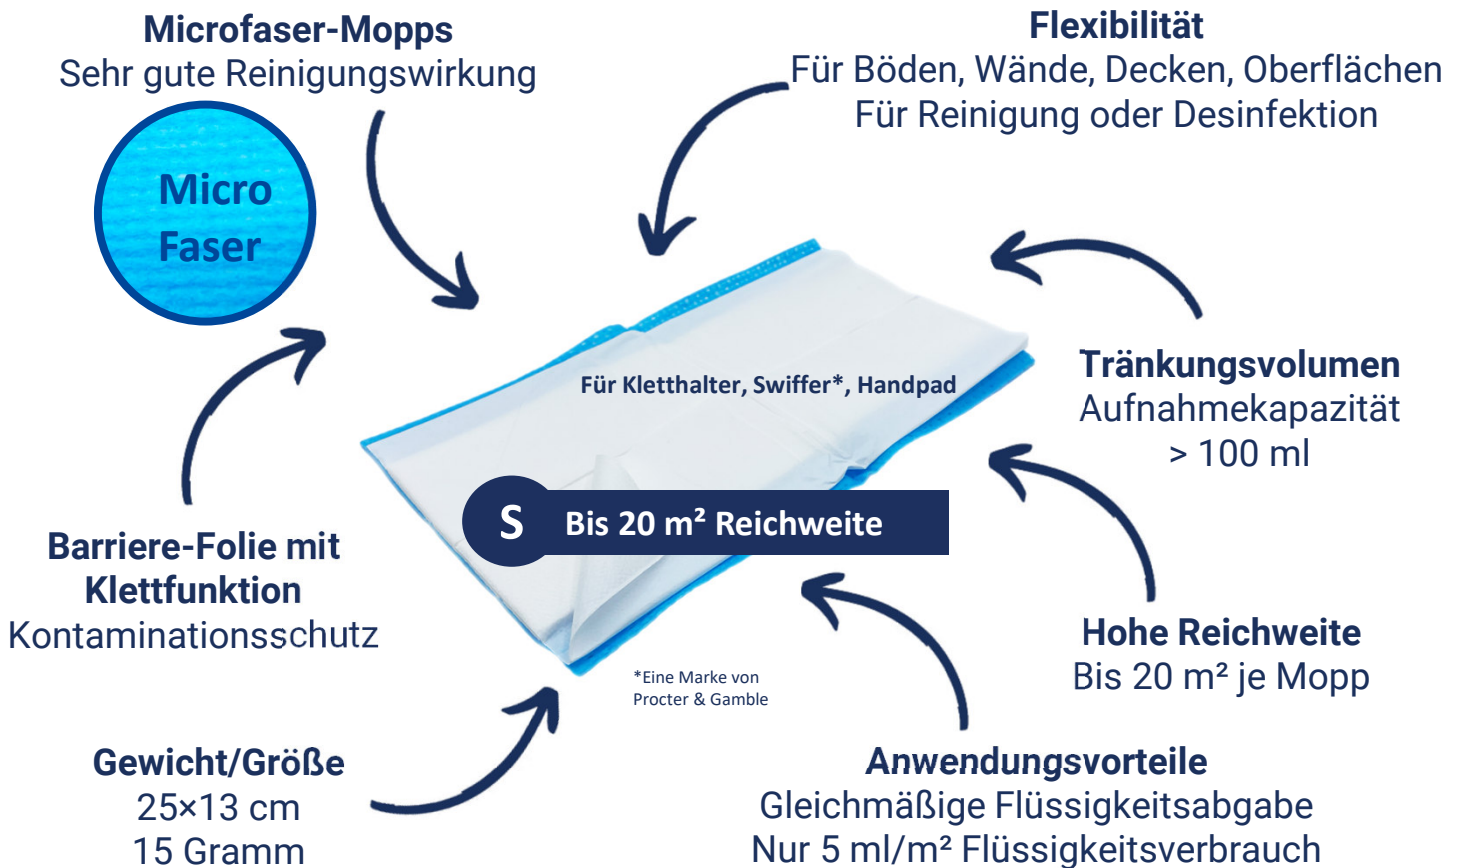 Microfaser-Mopps
Sehr gute Reinigungswirkung
Micro
Faser
Flexibilität
Für Böden, Wände, Decken, Oberflächen
Für Reinigung oder Desinfektion
Tränkungsvolumen
Aufnahmekapazität
> 100 ml
Für Kletthalter, Swiffer*, Handpad
S Bis 20 m² Reichweite
Barriere-Folie mit
Klettfunktion
Kontaminationsschutz
Hohe Reichweite
Bis 20 m² je Mopp
*Eine Marke von
Procter & Gamble
Gewicht/Größe
25×13 cm
15 Gramm
Anwendungsvorteile
Gleichmäßige Flüssigkeitsabgabe
Nur 5 ml/m² Flüssigkeitsverbrauch